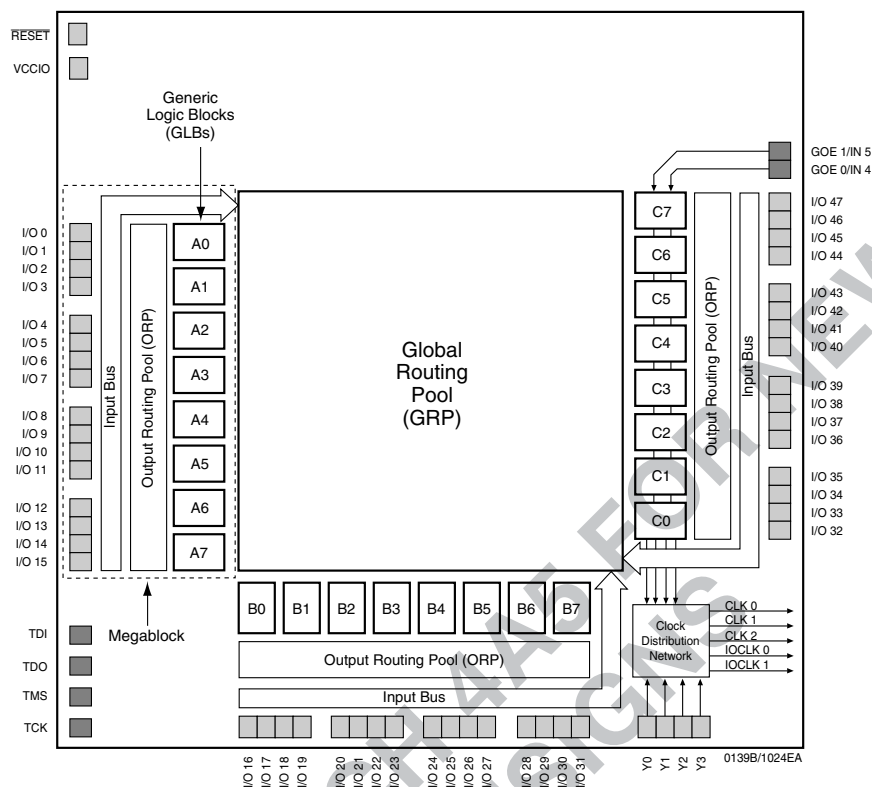 RESET
VCCIO
Generic
Logic Blocks
(GLBs)
GOE 1/IN 5
GOE 0/IN 4
I/O 0
I/O 1
I/O 2
I/O 3
I/O 4
I/O 5
I/O 6
I/O 7
I/O 8
I/O 9
I/O 10
I/O 11
I/O 12
I/O 13
I/O 14
I/O 15
Input Bus
Output Routing Pool (ORP)
A0
A1
A2
A3
A4
A5
A6
A7
Global
Routing
Pool
(GRP)
C7
C6
C5
C4
C3
C2
C1
C0
Output Routing Pool (ORP)
Input Bus
I/O 47
I/O 46
I/O 45
I/O 44
I/O 43
I/O 42
I/O 41
I/O 40
I/O 39
I/O 38
I/O 37
I/O 36
I/O 35
I/O 34
I/O 33
I/O 32
Megablock
B0 B1 B2 B3 B4 B5 B6 B7
Output Routing Pool (ORP)
Input Bus
Clock
Distribution
Network
CLK 0
CLK 1
CLK 2
IOCLK 0
IOCLK 1
TDI
TDO
TMS
TCK
I/O 16
I/O 17
I/O 18
I/O 19
I/O 20
I/O 21
I/O 22
I/O 23
I/O 24
I/O 25
I/O 26
I/O 27
I/O 28
I/O 29
I/O 30
I/O 31
Y0
Y1
Y2
Y3
0139B/1024EA
4A5 FOR NEW